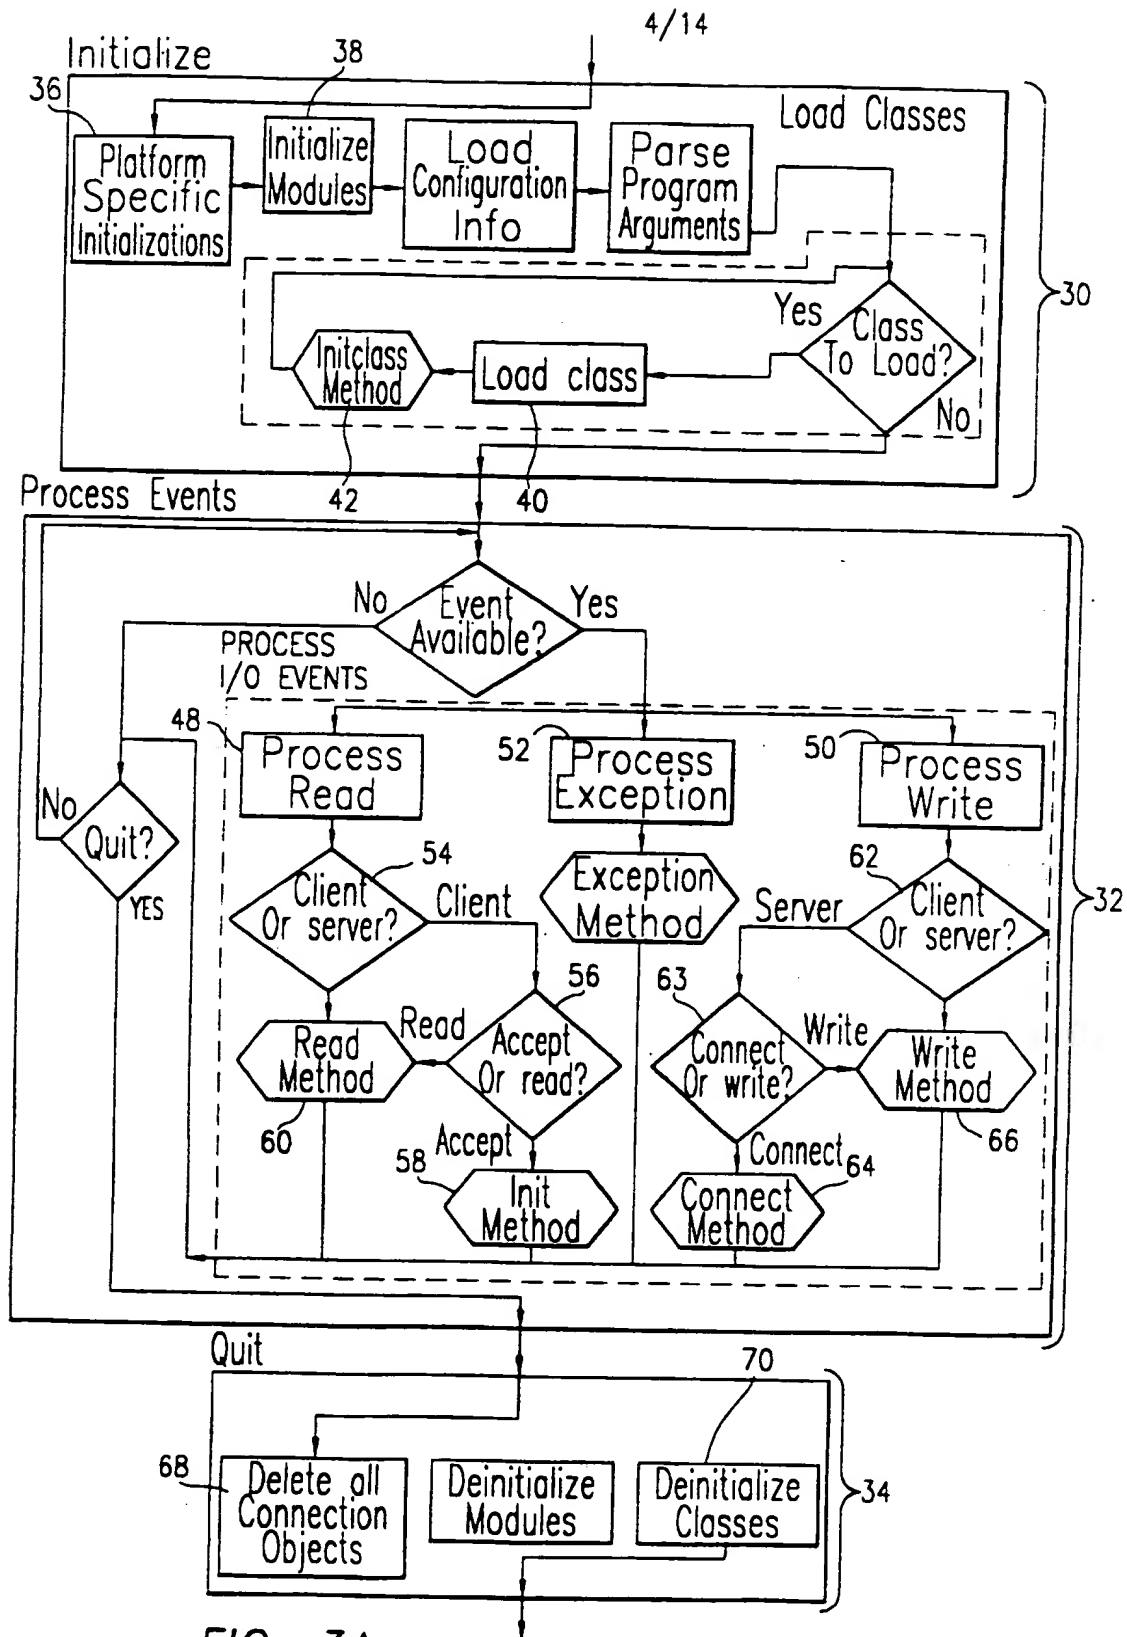 4/14
Initialize
38
36
Load Classes
Platform
Specific
Initializations
Initialize
Modules
Load
Configuration
Info
Parse
Program
Arguments
30
Yes
Class
To Load?
No
Initclass
Method
Load class
42
40
Process Events
No
Event
Available?
Yes
PROCESS
I/O EVENTS
48
Process
Read
52
Process
Exception
50
Process
Write
No
Quit?
YES
54
Client
Or server?
Client
Exception
Method
62
Server
Client
Or server?
32
56
63
Read
Method
Read
Accept
Or read?
Connect
Or write?
Write
Write
Method
60
66
Accept
58
Init
Method
Connect
64
Connect
Method
Quit
70
68
Delete all
Connection
Objects
Deinitialize
Modules
Deinitialize
Classes
34